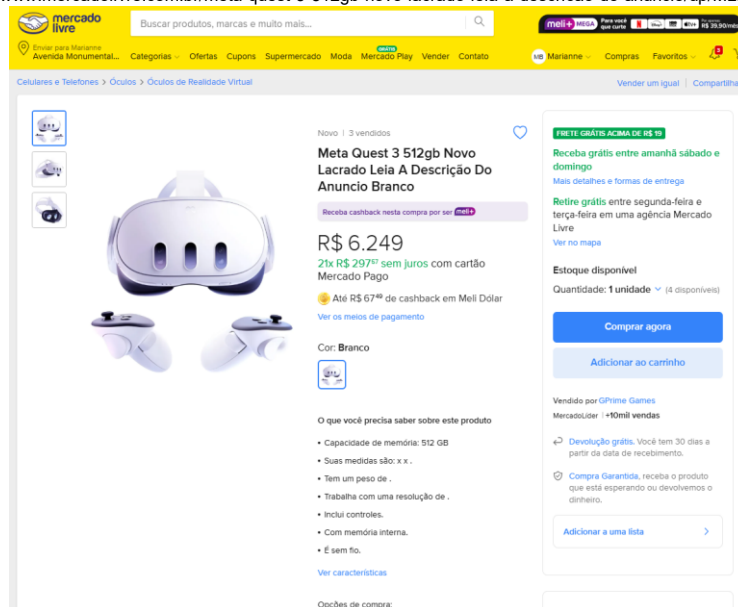 mercado
livre
Buscar produtos, marcas e muito mais...
meli+ MEGA
Para você
que curte
R$ 39,90/mês
Enviar para Marianne
Avenida Monumental...
Categorias
Ofertas
Cupons
Supermercado
Moda
GRÁTIS
Mercado Play
Vender
Contato
MB Marianne
Compras
Favoritos
3
Celulares e Telefones > Óculos > Óculos de Realidade Virtual
Vender um igual | Compartilha
Novo | 3 vendidos
Meta Quest 3 512gb Novo
Lacrado Leia A Descrição Do
Anuncio Branco
Receba cashback nesta compra por ser meli+
R$ 6.249
21x R$ 297⁵⁷ sem juros com cartão
Mercado Pago
Até R$ 67⁴⁹ de cashback em Meli Dólar
Ver os meios de pagamento
Cor: Branco
O que você precisa saber sobre este produto
• Capacidade de memória: 512 GB
• Suas medidas são: x x .
• Tem um peso de .
• Trabalha com uma resolução de .
• Inclui controles.
• Com memória interna.
• É sem fio.
Ver características
Opções de compra:
FRETE GRÁTIS ACIMA DE R$ 19
Receba grátis entre amanhã sábado e
domingo
Mais detalhes e formas de entrega
Retire grátis entre segunda-feira e
terça-feira em uma agência Mercado
Livre
Ver no mapa
Estoque disponível
Quantidade: 1 unidade (4 disponíveis)
Comprar agora
Adicionar ao carrinho
Vendido por GPrime Games
MercadoLíder | +10mil vendas
Devolução grátis. Você tem 30 dias a
partir da data de recebimento.
Compra Garantida, receba o produto
que está esperando ou devolvemos o
dinheiro.
Adicionar a uma lista